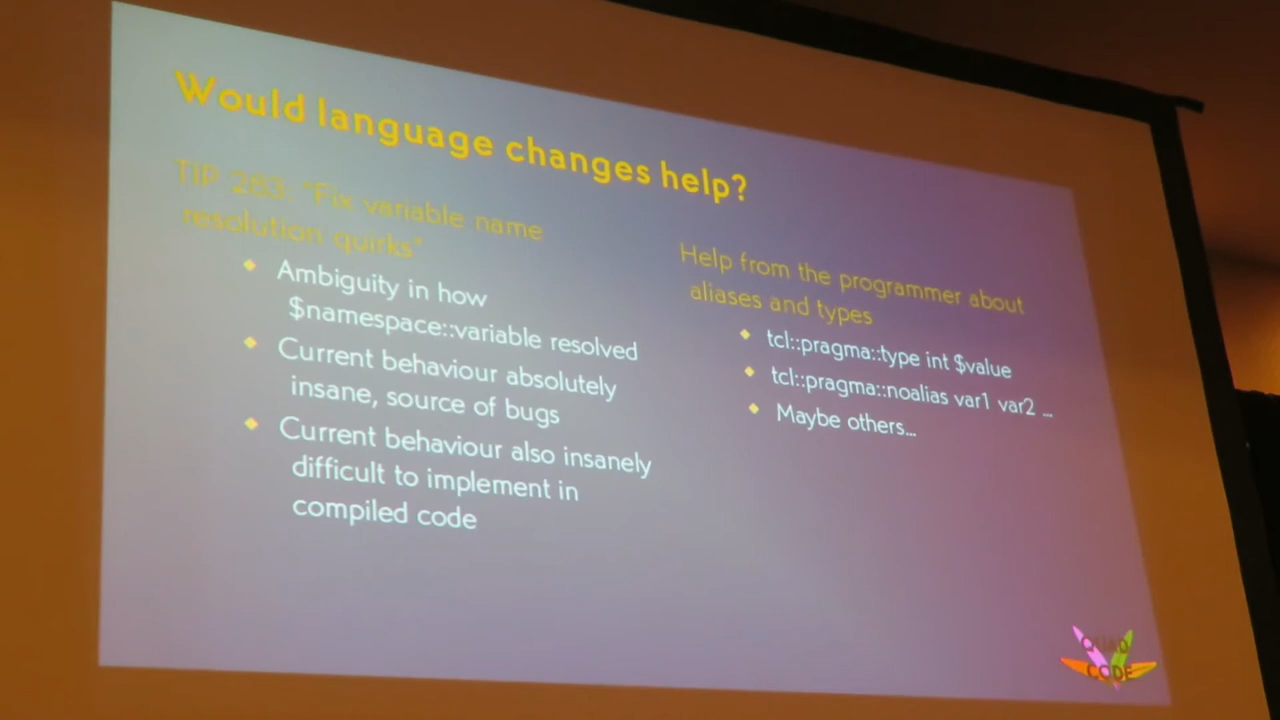 Would language changes help?
TIP 283: "Fix variable name
resolution quirks"
Ambiguity in how
$namespace::variable resolved
Current behaviour absolutely
insane, source of bugs
Current behaviour also insanely
difficult to implement in
compiled code
Help from the programmer about
aliases and types
tcl::pragma::type int $value
tcl::pragma::noalias var1 var2 ...
Maybe others...
QUAD
CODE